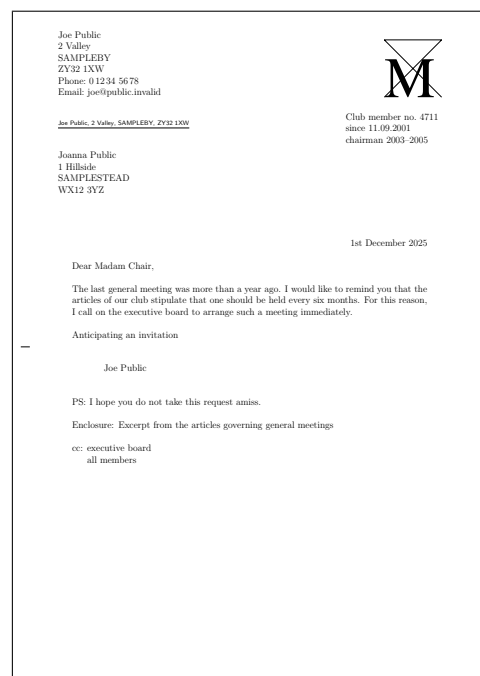 Joe Public
2 Valley
SAMPLEBY
ZY32 1XW
Phone: 0 12 34 56 78
Email: joe@public.invalid
M
Club member no. 4711
since 11.09.2001
chairman 2003–2005
Joe Public, 2 Valley, SAMPLEBY, ZY32 1XW
Joanna Public
1 Hillside
SAMPLESTEAD
WX12 3YZ
1st December 2025
Dear Madam Chair,
The last general meeting was more than a year ago. I would like to remind you that the
articles of our club stipulate that one should be held every six months. For this reason,
I call on the executive board to arrange such a meeting immediately.
Anticipating an invitation
Joe Public
PS: I hope you do not take this request amiss.
Enclosure: Excerpt from the articles governing general meetings
cc: executive board
all members